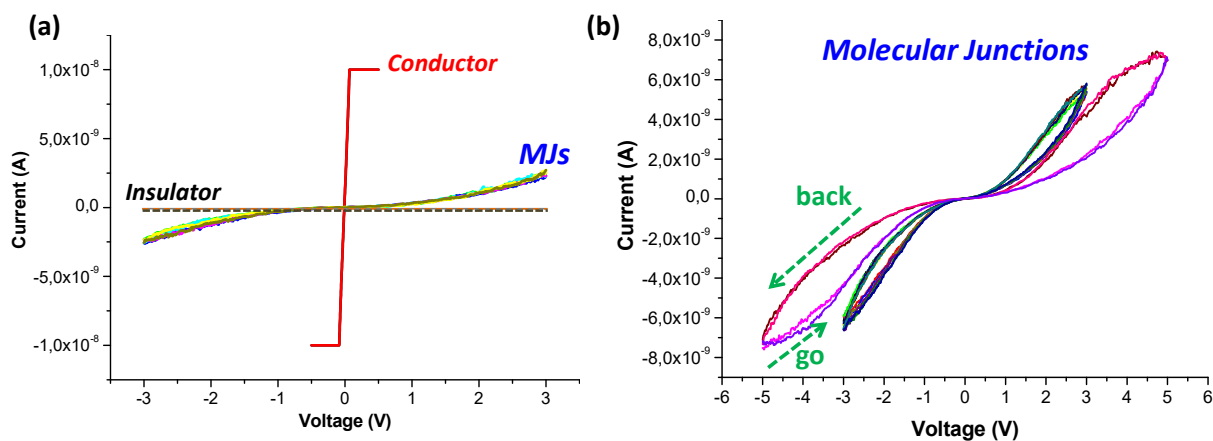 (a)
1,0x10⁻⁸
5,0x10⁻⁹
0,0
-5,0x10⁻⁹
-1,0x10⁻⁸
Current (A)
Conductor
MJs
Insulator
-3 -2 -1 0 1 2 3
Voltage (V)
(b)
8,0x10⁻⁹
6,0x10⁻⁹
4,0x10⁻⁹
2,0x10⁻⁹
0,0
-2,0x10⁻⁹
-4,0x10⁻⁹
-6,0x10⁻⁹
-8,0x10⁻⁹
Current (A)
Molecular Junctions
back
go
-6 -5 -4 -3 -2 -1 0 1 2 3 4 5 6
Voltage (V)